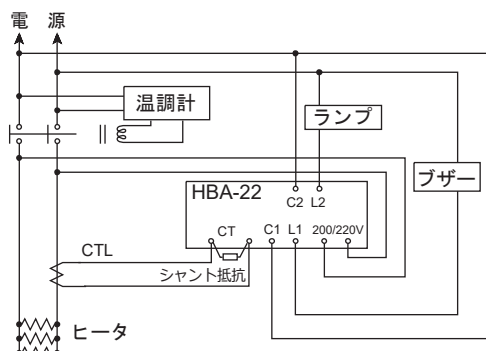 電 源
温調計
ランプ
ブザー
HBA-22
C2 L2
CT C1 L1 200/220V
CTL
シャント抵抗
ヒータ